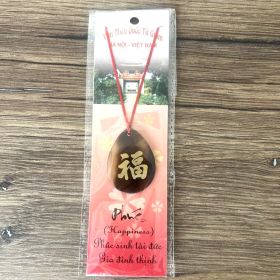 Văn Miếu Quốc Tử Giám
HÀ NỘI - VIỆT NAM
福
Phúc
(Happiness)
Phúc sinh tài đức
Gia đình thịnh